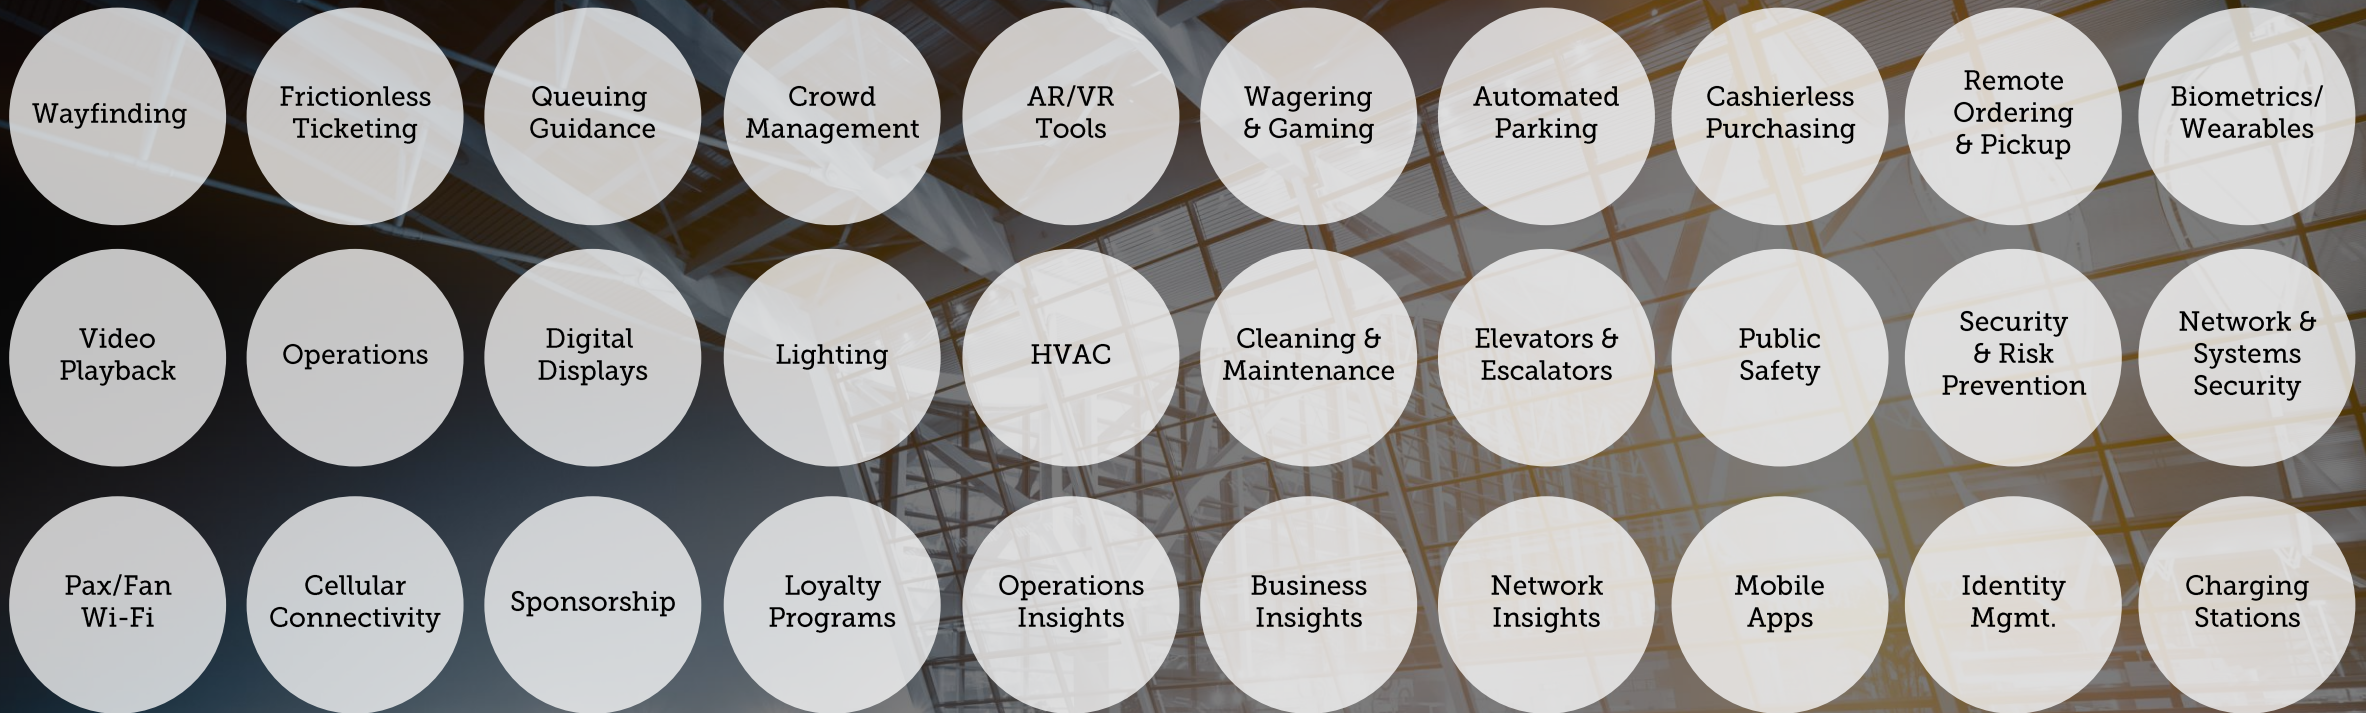 Wayfinding
Frictionless
Ticketing
Queuing
Guidance
Crowd
Management
AR/VR
Tools
Wagering
& Gaming
Automated
Parking
Cashierless
Purchasing
Remote
Ordering
& Pickup
Biometrics/
Wearables
Video
Playback
Operations
Digital
Displays
Lighting
HVAC
Cleaning &
Maintenance
Elevators &
Escalators
Public
Safety
Security
& Risk
Prevention
Network &
Systems
Security
Pax/Fan
Wi-Fi
Cellular
Connectivity
Sponsorship
Loyalty
Programs
Operations
Insights
Business
Insights
Network
Insights
Mobile
Apps
Identity
Mgmt.
Charging
Stations